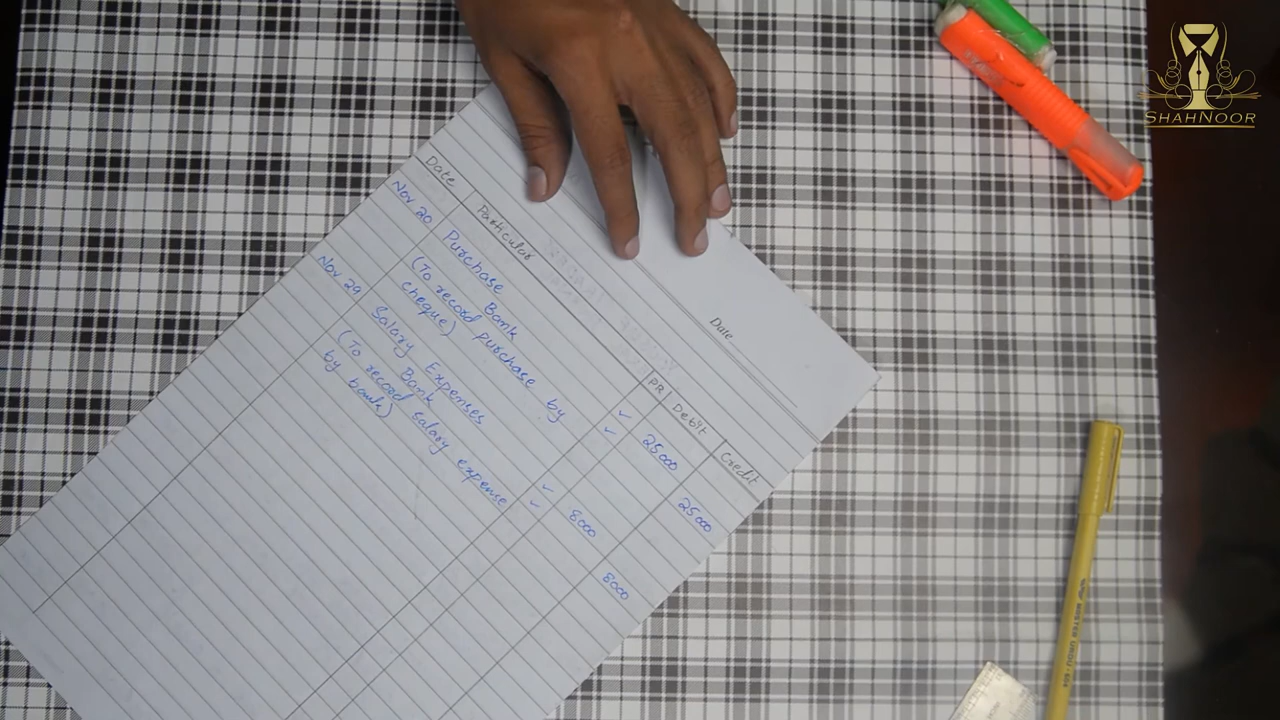 SHAHNOOR
Date
Date Particular PR Debit Credit
Nov 20 Purchase ✓ 25000
Bank ✓ 25000
(To record purchase by
cheque)
Nov 29 Salary Expenses ✓ 8000
Bank ✓ 8000
(To record salary expense
by bank)